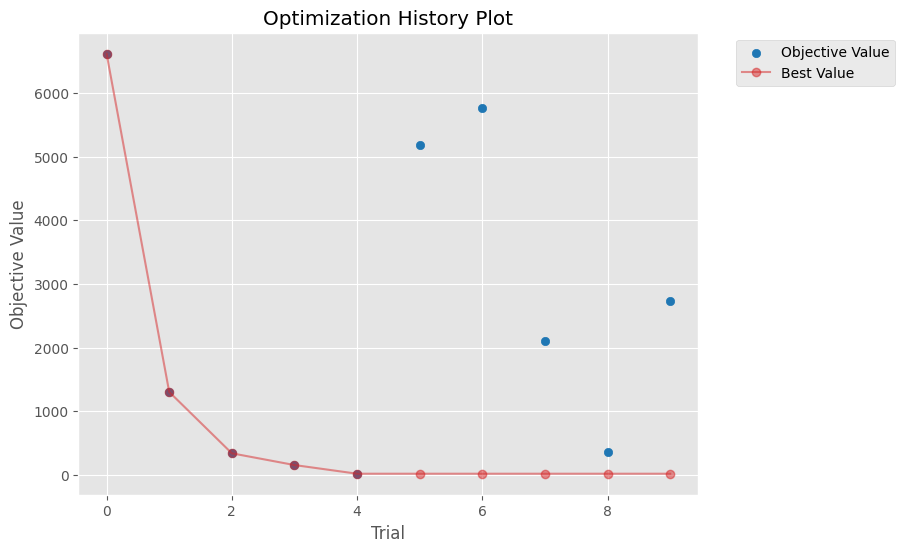 Optimization History Plot
Objective Value
Best Value
6000
5000
4000
3000
2000
1000
0
Objective Value
0 2 4 6 8
Trial